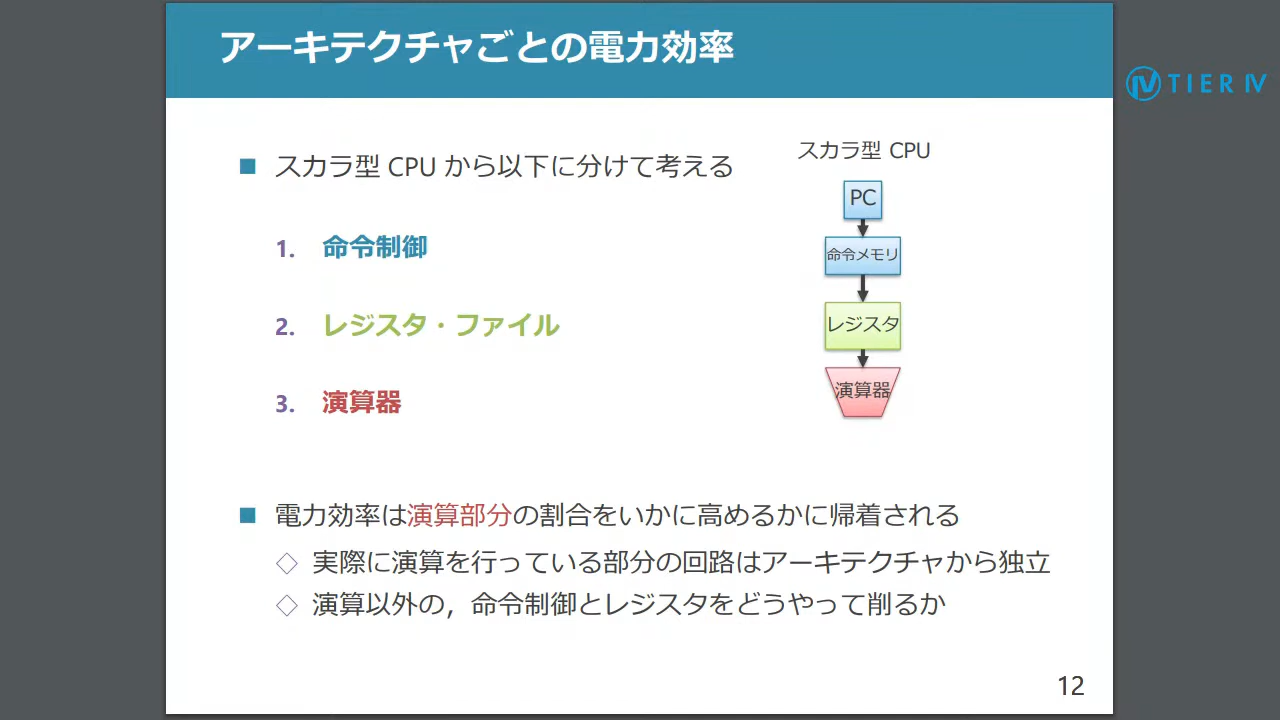 アーキテクチャごとの電力効率
TIER IV
■ スカラ型 CPU から以下に分けて考える
1. 命令制御
2. レジスタ・ファイル
3. 演算器
スカラ型 CPU
PC
命令メモリ
レジスタ
演算器
■ 電力効率は演算部分の割合をいかに高めるかに帰着される
◇ 実際に演算を行っている部分の回路はアーキテクチャから独立
◇ 演算以外の，命令制御とレジスタをどうやって削るか
12